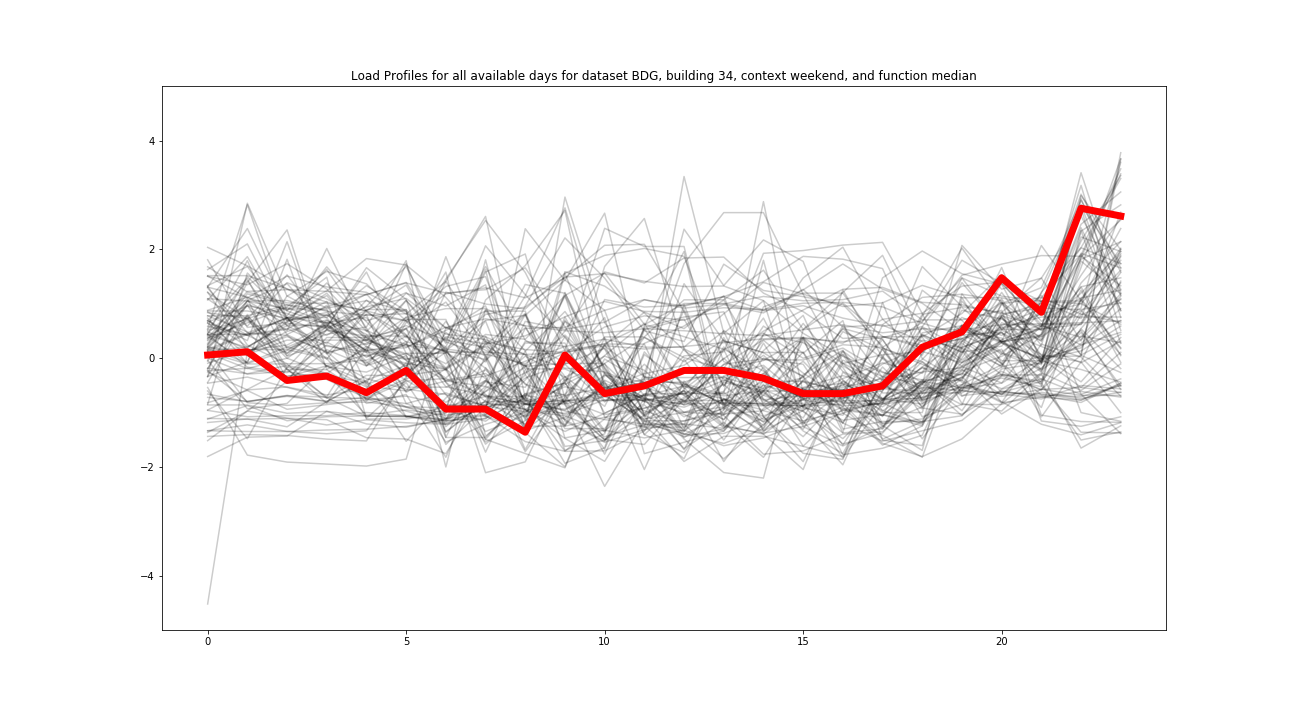 Load Profiles for all available days for dataset BDG, building 34, context weekend, and function median
4
2
0
−2
−4
0 5 10 15 20